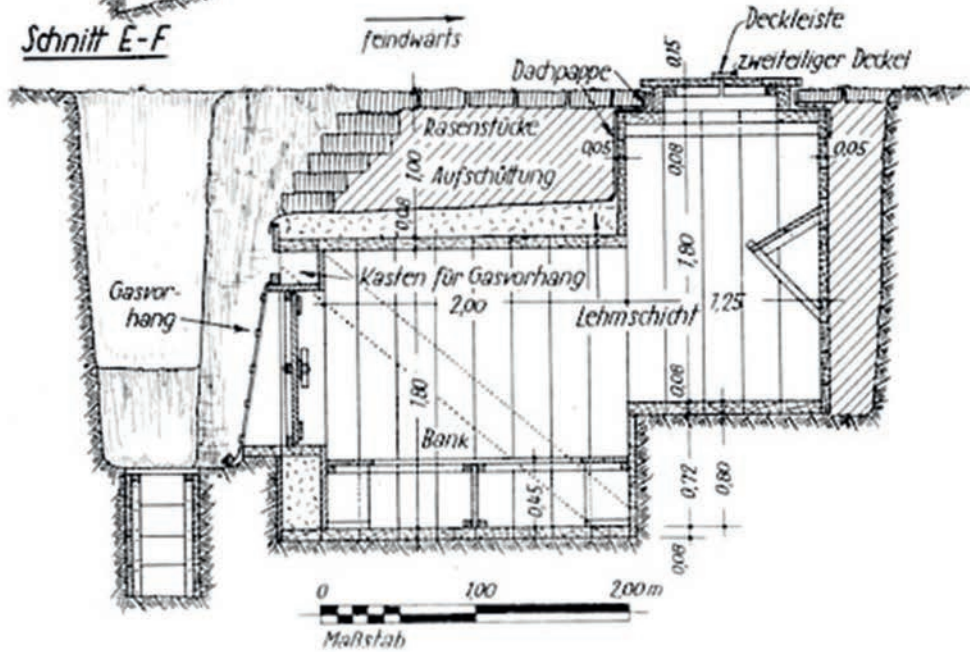 Schnitt E-F
feindwärts
Deckleiste
zweiteiliger Deckel
Dachpappe
0,15
Rasenstücke
Aufschüttung
1,00
0,08
0,05
0,08
0,05
Kasten für Gasvorhang
Gasvor-
hang
2,00
Lehmschicht
1,80
1,25
1,80
0,08
Bank
0,45
0,72
0,80
0,08
0
1,00
2,00 m
Maßstab